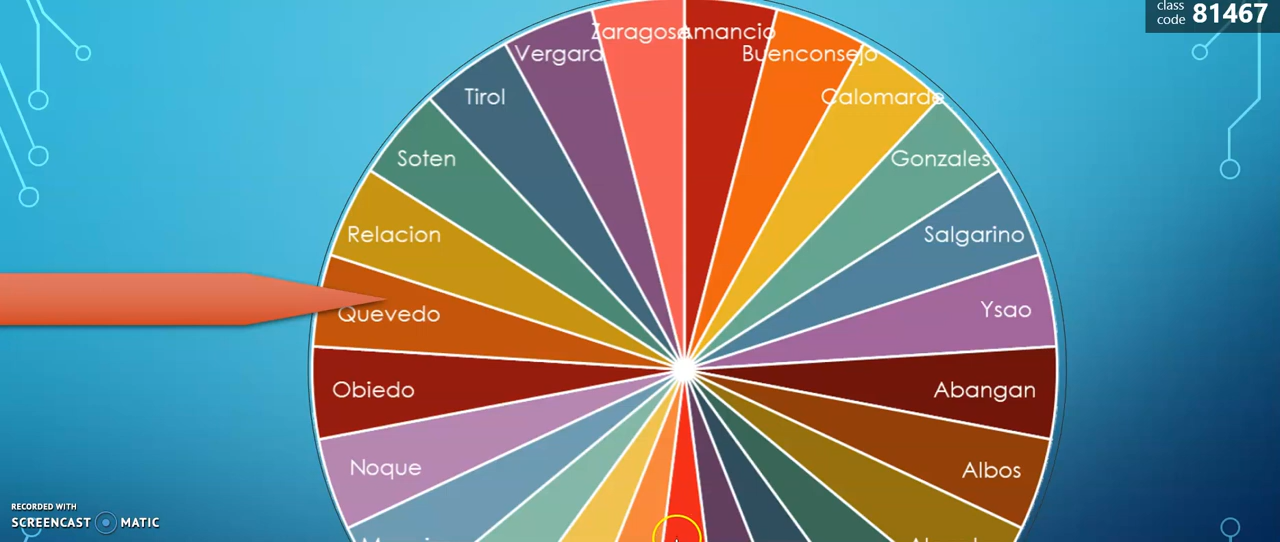 class
code 81467
Zaragosa
Amancio
Vergara
Buenconsejo
Tirol
Calomarde
Soten
Gonzales
Relacion
Salgarino
Quevedo
Ysao
Obiedo
Abangan
Noque
Albos
RECORDED WITH
SCREENCAST MATIC